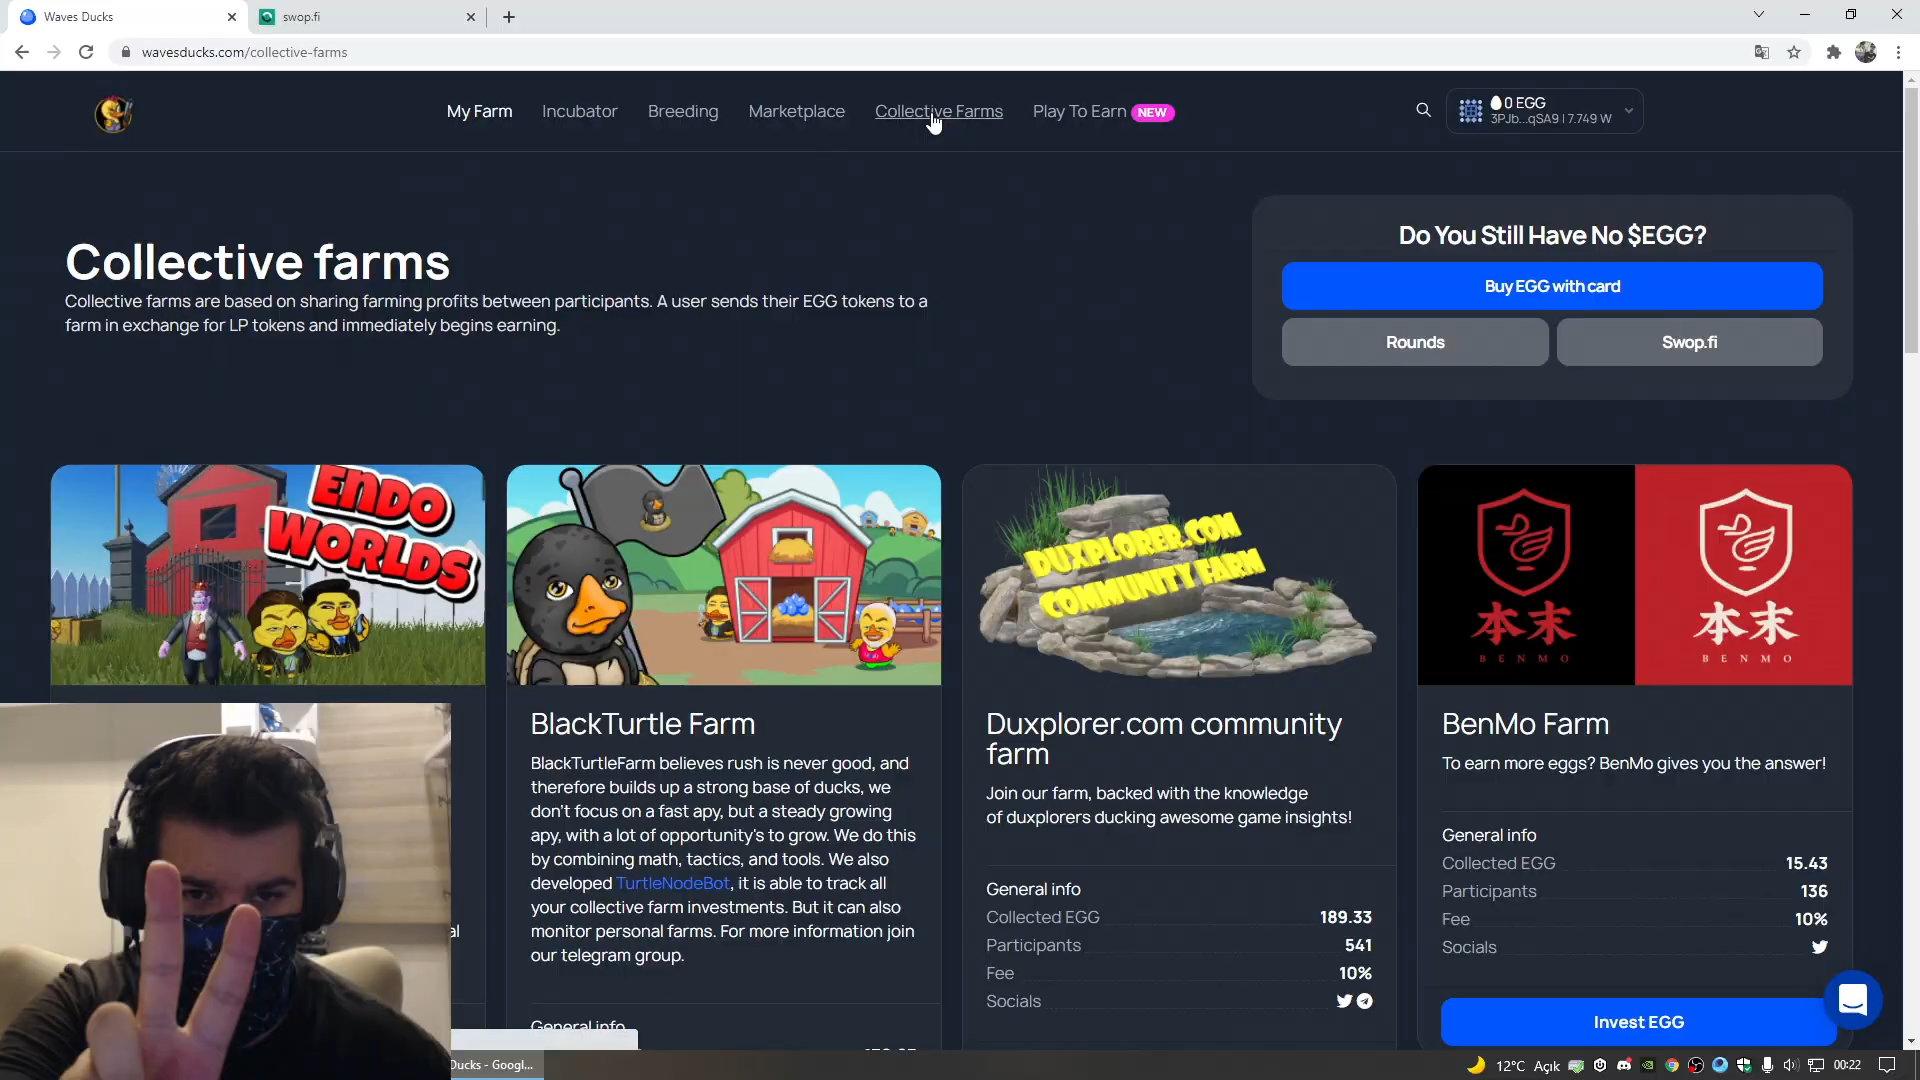 Waves Ducks
swop.fi
wavesducks.com/collective-farms
My Farm
Incubator
Breeding
Marketplace
Collective Farms
Play To Earn NEW
0 EGG
3PJb...qSA9 | 7.749 W
Collective farms
Collective farms are based on sharing farming profits between participants. A user sends their EGG tokens to a
farm in exchange for LP tokens and immediately begins earning.
Do You Still Have No $EGG?
Buy EGG with card
Rounds
Swop.fi
ENDO
WORLDS
DUXPLORER.COM
COMMUNITY FARM
本末
BENMO
本末
BENMO
BlackTurtle Farm
BlackTurtleFarm believes rush is never good, and
therefore builds up a strong base of ducks, we
don't focus on a fast apy, but a steady growing
apy, with a lot of opportunity's to grow. We do this
by combining math, tactics, and tools. We also
developed TurtleNodeBot, it is able to track all
your collective farm investments. But it can also
monitor personal farms. For more information join
our telegram group.
General info
Duxplorer.com community
farm
Join our farm, backed with the knowledge
of duxplorers ducking awesome game insights!
General info
Collected EGG 189.33
Participants 541
Fee 10%
Socials
BenMo Farm
To earn more eggs? BenMo gives you the answer!
General info
Collected EGG 15.43
Participants 136
Fee 10%
Socials
Invest EGG
al
Ducks - Googl...
12°C Açık
00:22